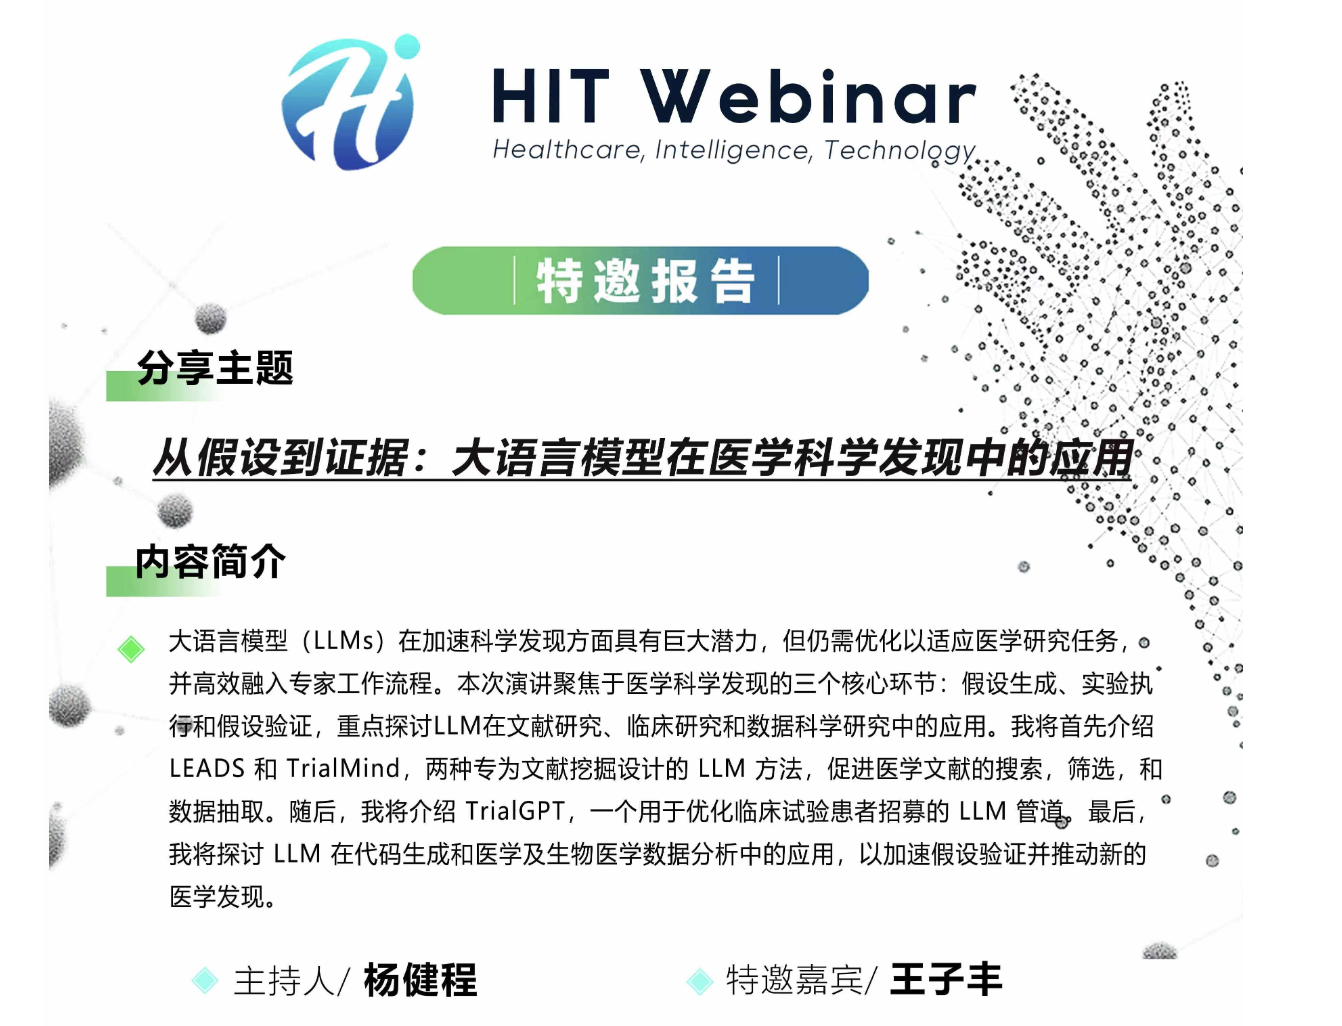 HIT Webinar
Healthcare, Intelligence, Technology
特邀报告
分享主题
从假设到证据：大语言模型在医学科学发现中的应用
内容简介
大语言模型（LLMs）在加速科学发现方面具有巨大潜力，但仍需优化以适应医学研究任务，
并高效融入专家工作流程。本次演讲聚焦于医学科学发现的三个核心环节：假设生成、实验执
行和假设验证，重点探讨LLM在文献研究、临床研究和数据科学研究中的应用。我将首先介绍
LEADS 和 TrialMind，两种专为文献挖掘设计的 LLM 方法，促进医学文献的搜索，筛选，和
数据抽取。随后，我将介绍 TrialGPT，一个用于优化临床试验患者招募的 LLM 管道。最后，
我将探讨 LLM 在代码生成和医学及生物医学数据分析中的应用，以加速假设验证并推动新的
医学发现。
主持人/ 杨健程
特邀嘉宾/ 王子丰